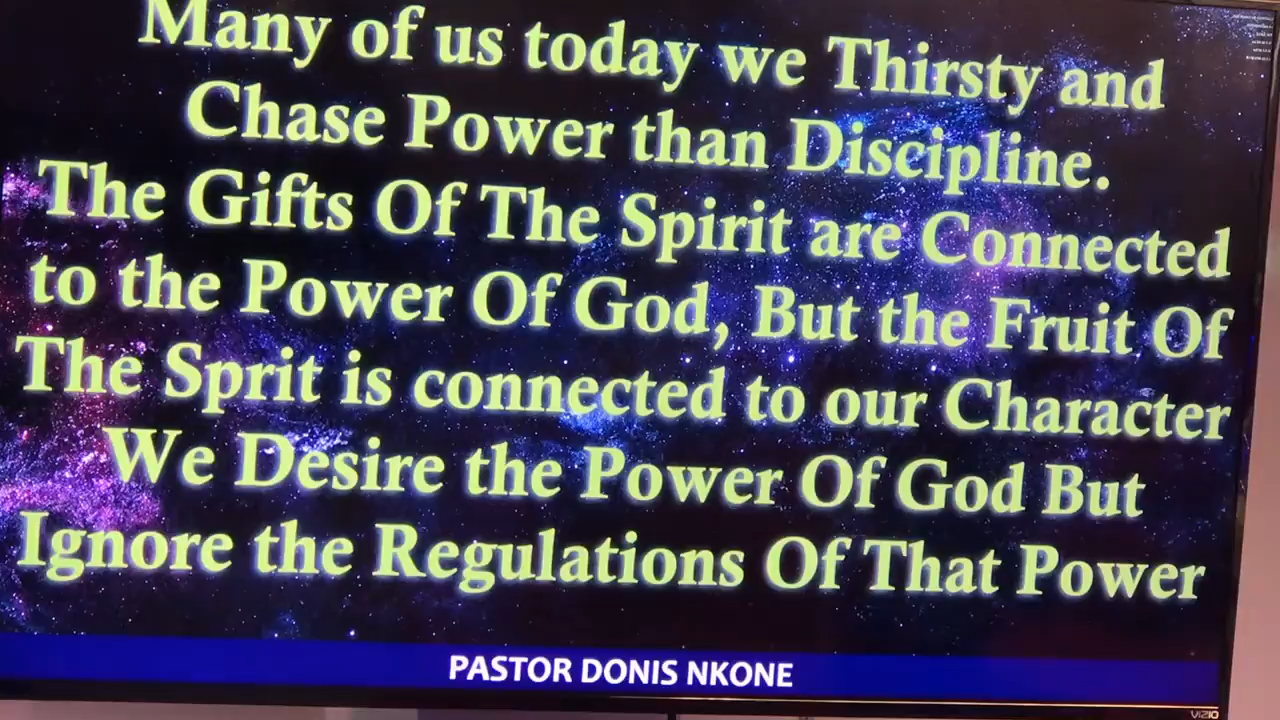 Many of us today we Thirsty and
Chase Power than Discipline.
The Gifts Of The Spirit are Connected
to the Power Of God, But the Fruit Of
The Sprit is connected to our Character
We Desire the Power Of God But
Ignore the Regulations Of That Power
PASTOR DONIS NKONE
VIZIO